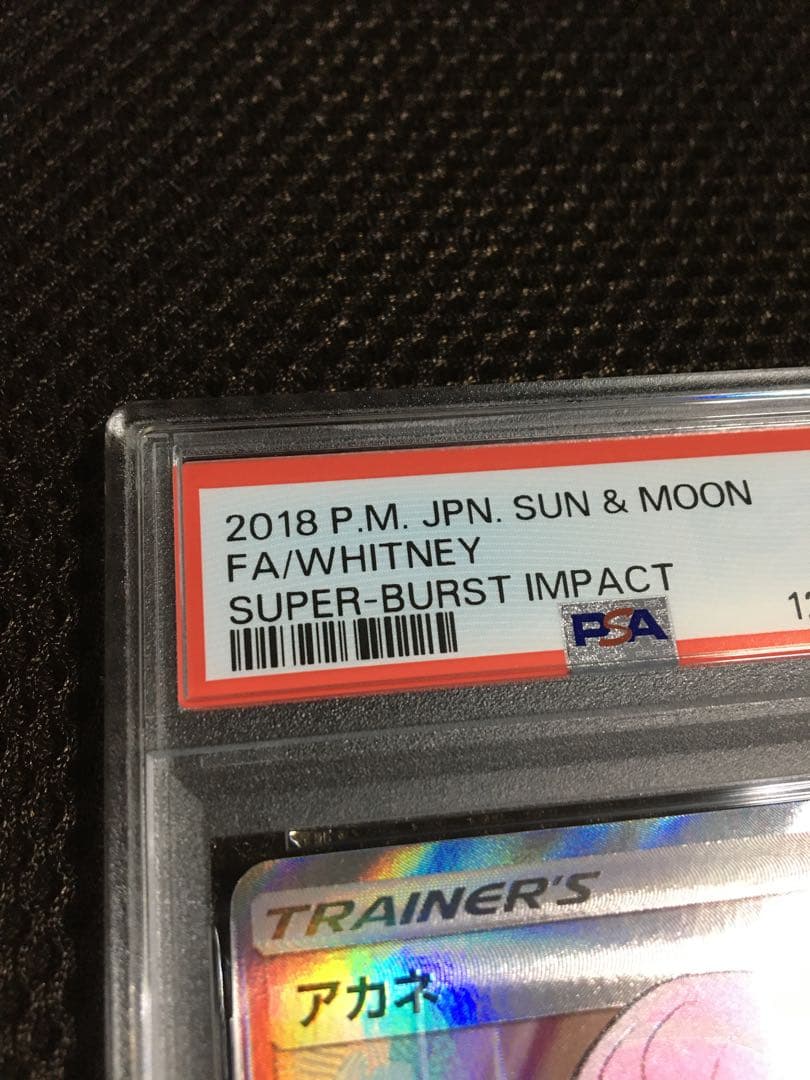 2018 P.M. JPN. SUN & MOON
FA/WHITNEY
SUPER-BURST IMPACT
PSA
TRAINER'S
アカネ